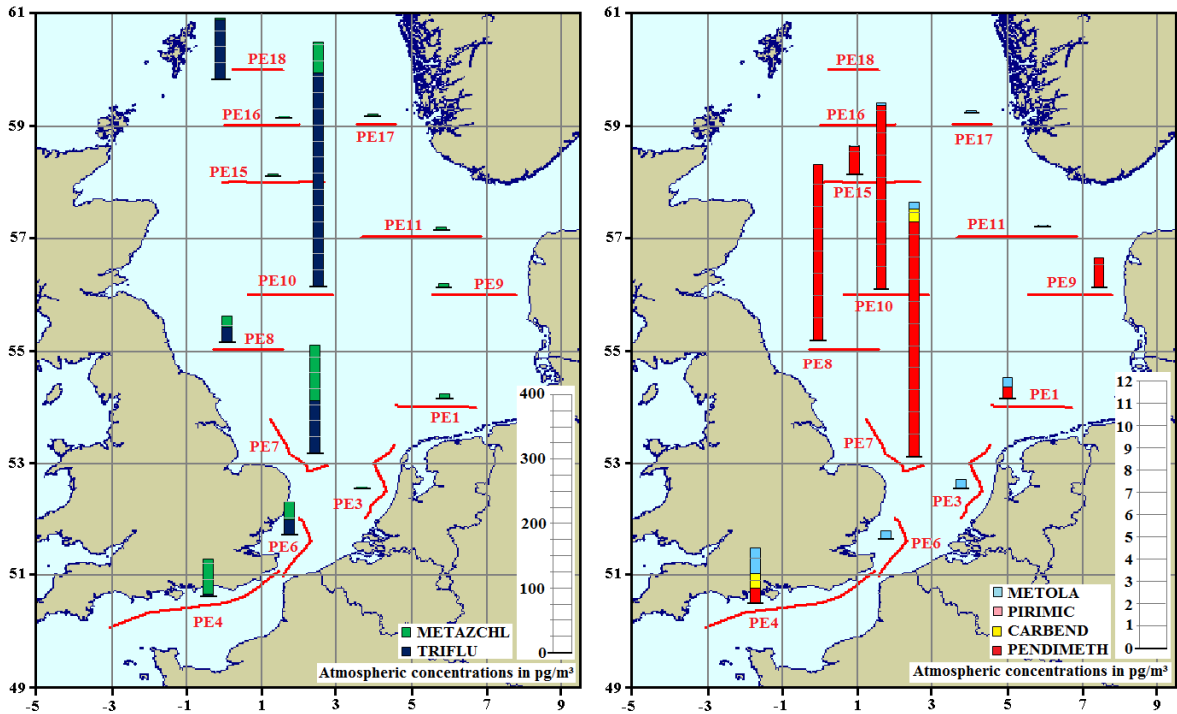 61
59
57
55
53
51
49
-5
-3
-1
1
3
5
7
9
PE18
PE16
PE17
PE15
PE11
PE10
PE9
PE8
PE1
PE7
PE3
PE6
PE4
400
300
200
100
0
METAZCHL
TRIFLU
Atmospheric concentrations in pg/m³
61
59
57
55
53
51
49
-5
-3
-1
1
3
5
7
9
PE18
PE16
PE17
PE15
PE11
PE9
PE10
PE8
PE1
PE7
PE3
PE6
PE4
12
11
10
9
8
7
6
5
4
3
2
1
0
METOLA
PIRIMIC
CARBEND
PENDIMETH
Atmospheric concentrations in pg/m³